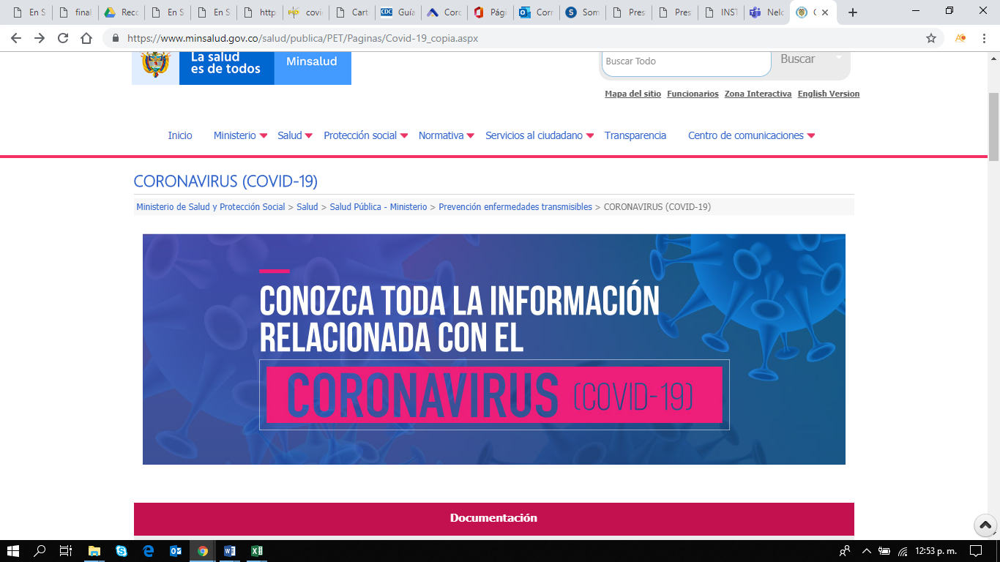 En S
final
Recc
En S
En S
http
covi
Cart
Guía
Corc
Pági
Corr
Som
Pres
Pres
INST
Nelc
C
https://www.minsalud.gov.co/salud/publica/PET/Paginas/Covid-19_copia.aspx
La salud
es de todos
Minsalud
Buscar Todo
Buscar
Mapa del sitio Funcionarios Zona Interactiva English Version
Inicio Ministerio Salud Protección social Normativa Servicios al ciudadano Transparencia Centro de comunicaciones
CORONAVIRUS (COVID-19)
Ministerio de Salud y Protección Social > Salud > Salud Pública - Ministerio > Prevención enfermedades transmisibles > CORONAVIRUS (COVID-19)
CONOZCA TODA LA INFORMACIÓN
RELACIONADA CON EL
CORONAVIRUS (COVID-19)
Documentación
12:53 p. m.